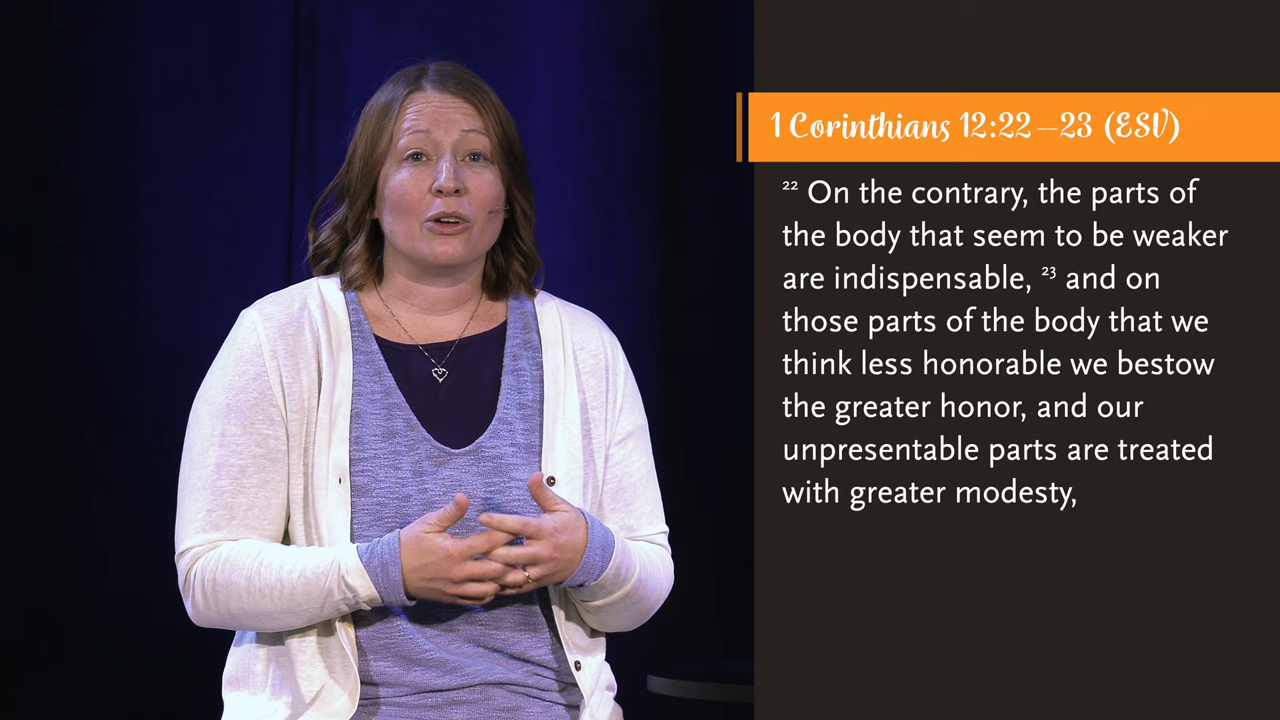 1 Corinthians 12:22–23 (ESV)
²² On the contrary, the parts of
the body that seem to be weaker
are indispensable, ²³ and on
those parts of the body that we
think less honorable we bestow
the greater honor, and our
unpresentable parts are treated
with greater modesty,